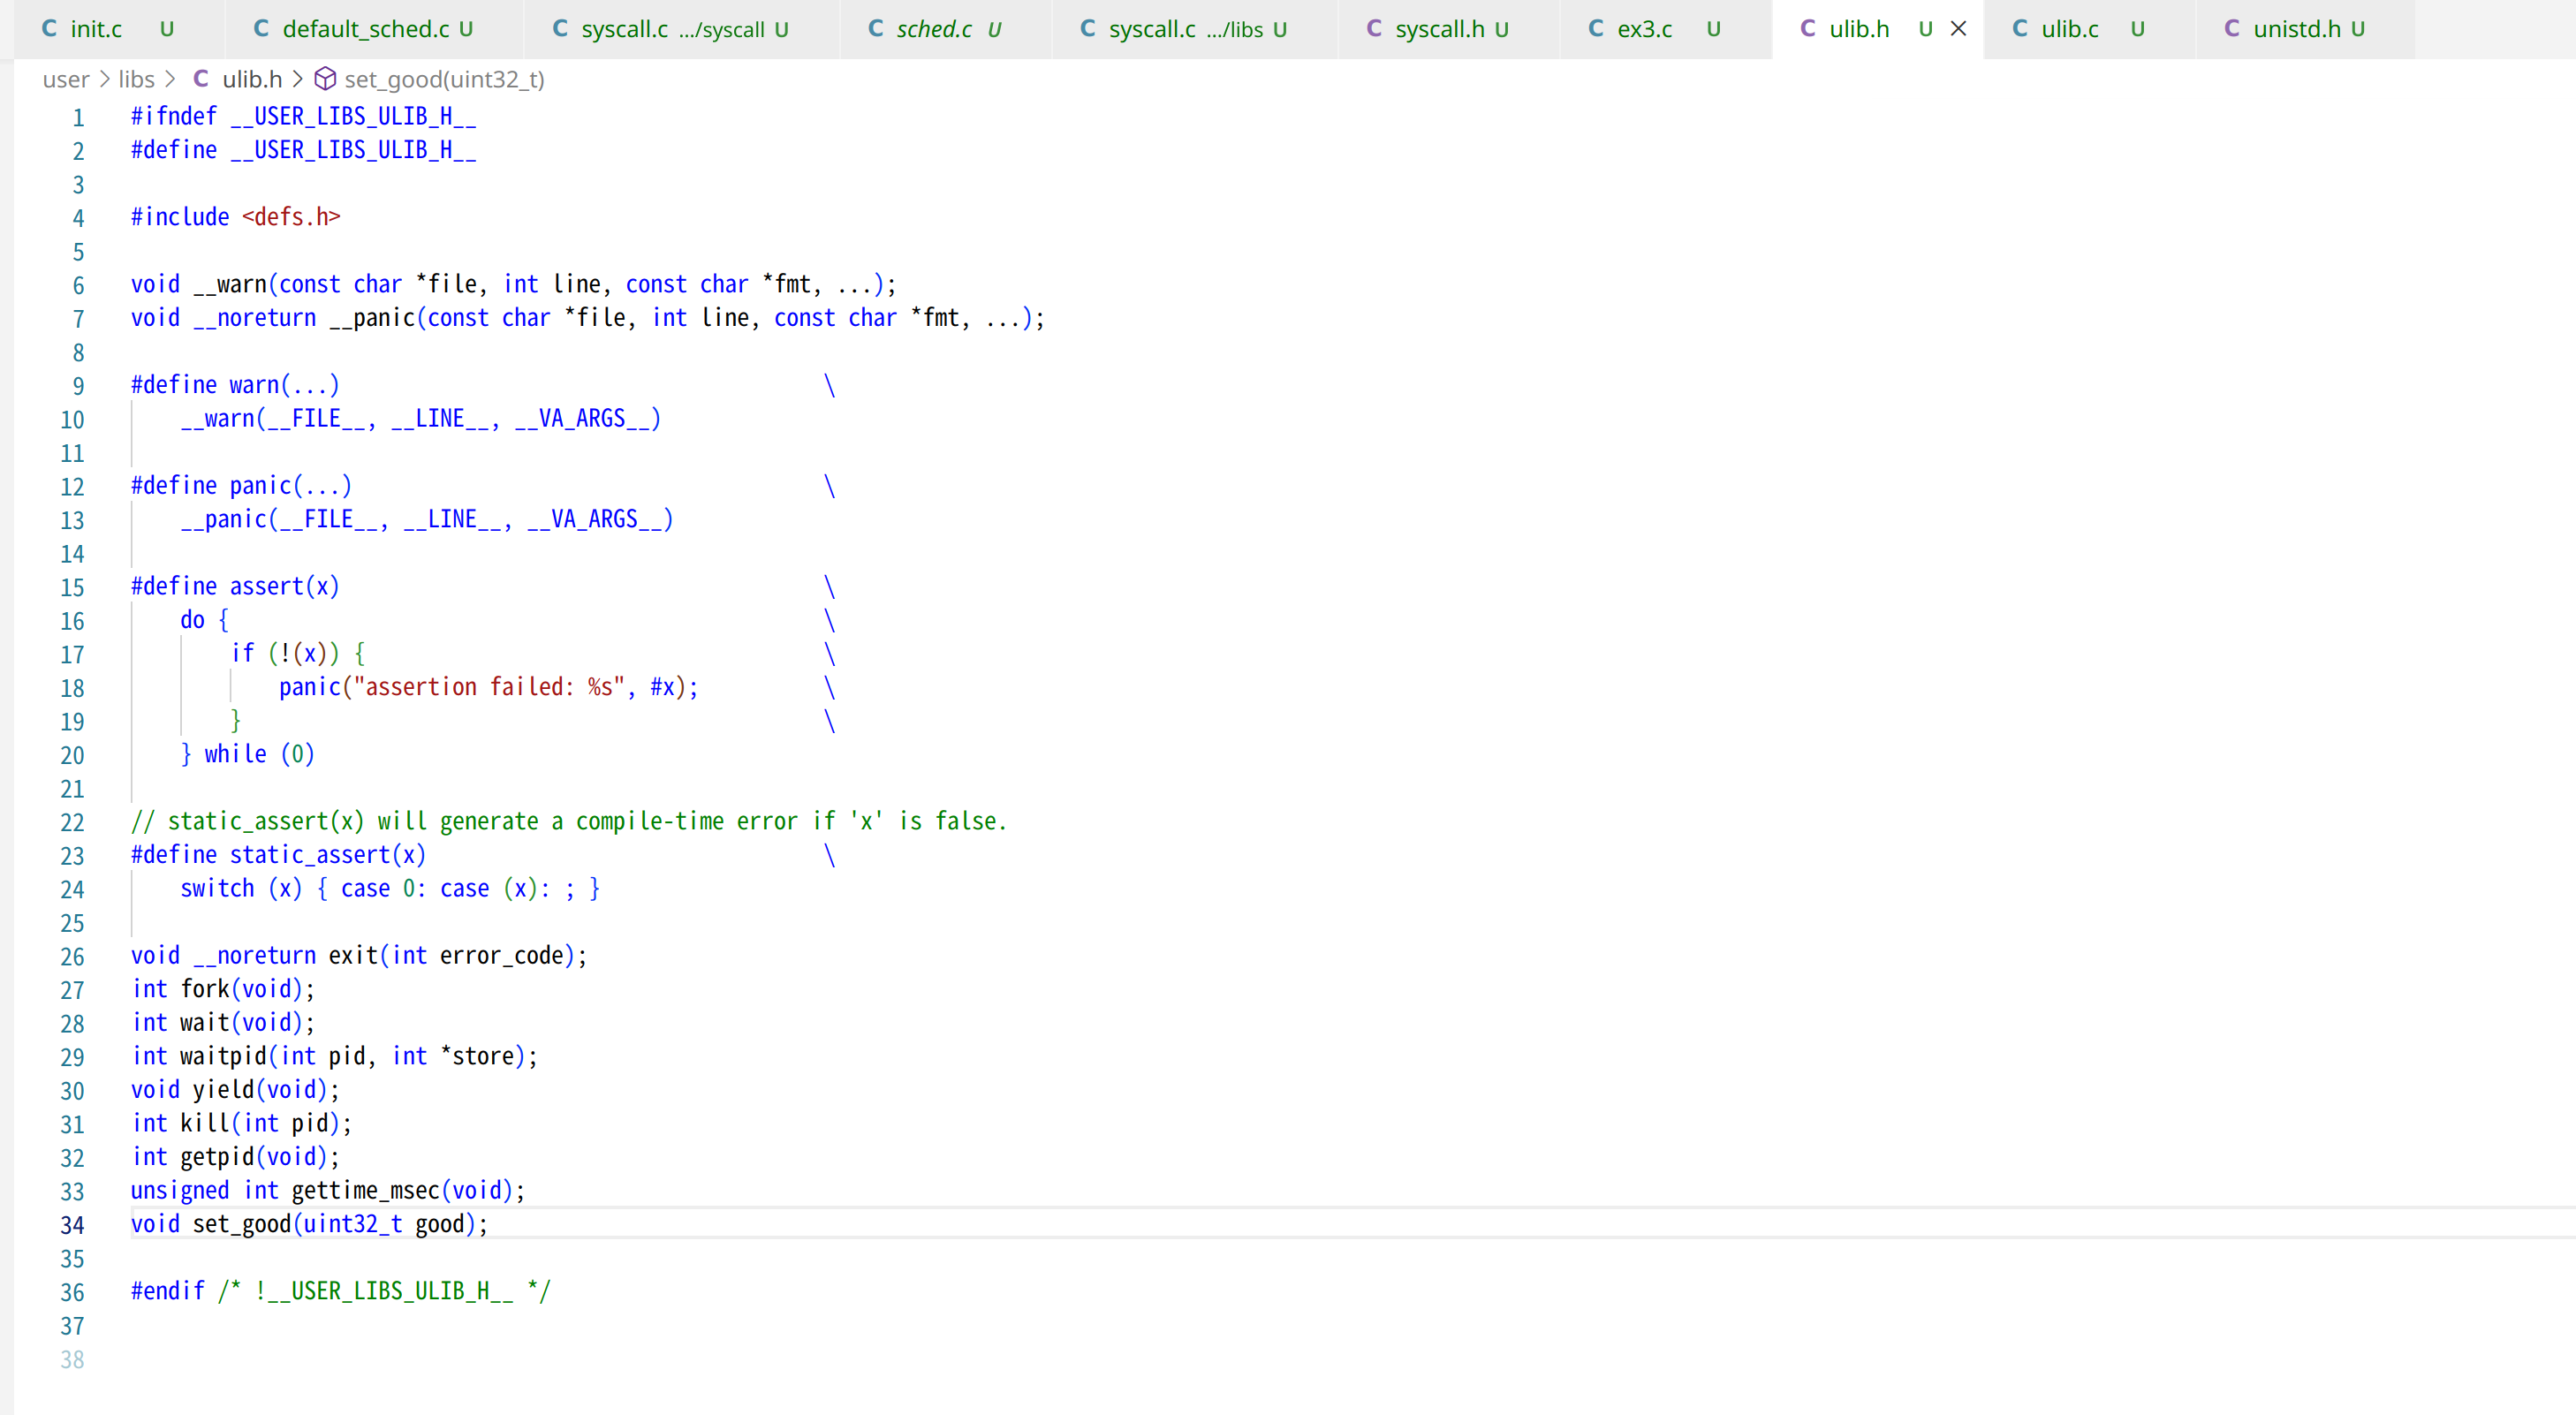 C init.c U C default_sched.c U C syscall.c .../syscall U C sched.c U C syscall.c .../libs U C syscall.h U C ex3.c U C ulib.h U C ulib.c U C unistd.h U
user > libs > C ulib.h > set_good(uint32_t)
1 #ifndef __USER_LIBS_ULIB_H__
2 #define __USER_LIBS_ULIB_H__
3
4 #include <defs.h>
5
6 void __warn(const char *file, int line, const char *fmt, ...);
7 void __noreturn __panic(const char *file, int line, const char *fmt, ...);
8
9 #define warn(...) \
10 __warn(__FILE__, __LINE__, __VA_ARGS__)
11
12 #define panic(...) \
13 __panic(__FILE__, __LINE__, __VA_ARGS__)
14
15 #define assert(x) \
16 do { \
17 if (!(x)) { \
18 panic("assertion failed: %s", #x); \
19 } \
20 } while (0)
21
22 // static_assert(x) will generate a compile-time error if 'x' is false.
23 #define static_assert(x) \
24 switch (x) { case 0: case (x): ; }
25
26 void __noreturn exit(int error_code);
27 int fork(void);
28 int wait(void);
29 int waitpid(int pid, int *store);
30 void yield(void);
31 int kill(int pid);
32 int getpid(void);
33 unsigned int gettime_msec(void);
34 void set_good(uint32_t good);
35
36 #endif /* !__USER_LIBS_ULIB_H__ */
37
38